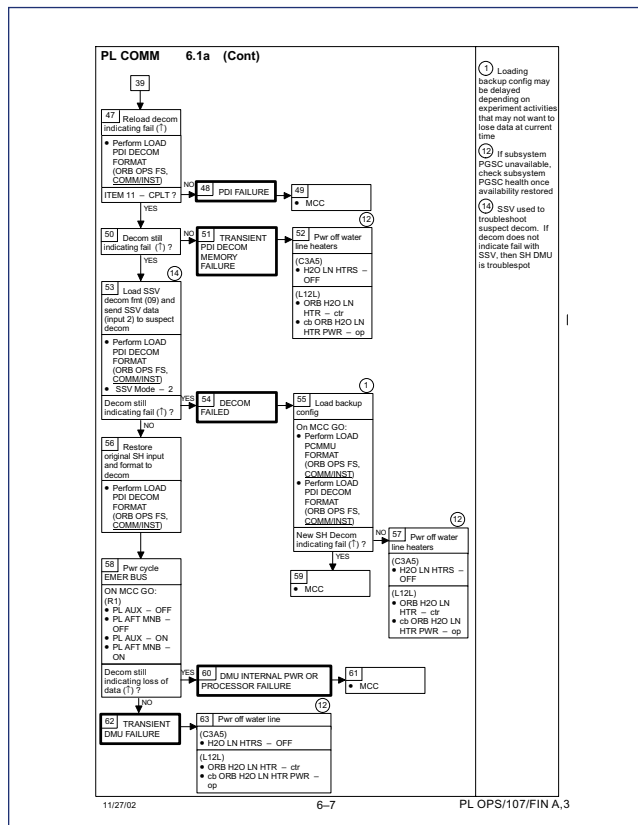 PL COMM 6.1a (Cont)
39
47 Reload decom
indicating fail (↑)
• Perform LOAD
PDI DECOM
FORMAT
(ORB OPS FS,
COMM/INST)
ITEM 11 – CPLT ?
NO
48 PDI FAILURE
49
• MCC
YES
50 Decom still
indicating fail (↑) ?
NO
51 TRANSIENT
PDI DECOM
MEMORY
FAILURE
12
52 Pwr off water
line heaters
(C3A5)
• H2O LN HTRS –
OFF
(L12L)
• ORB H2O LN
HTR – ctr
• cb ORB H2O LN
HTR PWR – op
YES
14
53 Load SSV
decom fmt (09) and
send SSV data
(input 2) to suspect
decom
• Perform LOAD
PDI DECOM
FORMAT
(ORB OPS FS,
COMM/INST)
• SSV Mode – 2
Decom still
indicating fail (↑) ?
YES
54 DECOM
FAILED
1
55 Load backup
config
On MCC GO:
• Perform LOAD
PCMMU
FORMAT
(ORB OPS FS,
COMM/INST)
• Perform LOAD
PDI DECOM
FORMAT
(ORB OPS FS,
COMM/INST)
New SH Decom
indicating fail (↑) ?
NO
12
57 Pwr off water
line heaters
(C3A5)
• H2O LN HTRS –
OFF
(L12L)
• ORB H2O LN
HTR – ctr
• cb ORB H2O LN
HTR PWR – op
YES
59
• MCC
NO
56 Restore
original SH input
and format to
decom
• Perform LOAD
PDI DECOM
FORMAT
(ORB OPS FS,
COMM/INST)
58 Pwr cycle
EMER BUS
ON MCC GO:
(R1)
• PL AUX – OFF
• PL AFT MNB –
OFF
• PL AUX – ON
• PL AFT MNB –
ON
Decom still
indicating loss of
data (↑) ?
YES
60 DMU INTERNAL PWR OR
PROCESSOR FAILURE
61
• MCC
NO
62 TRANSIENT
DMU FAILURE
12
63 Pwr off water line
(C3A5)
• H2O LN HTRS – OFF
(L12L)
• ORB H2O LN HTR – ctr
• cb ORB H2O LN HTR PWR –
op
1 Loading
backup config may
be delayed
depending on
experiment activities
that may not want to
lose data at current
time
12 If subsystem
PGSC unavailable,
check subsystem
PGSC health once
availability restored
14 SSV used to
troubleshoot
suspect decom. If
decom does not
indicate fail with
SSV, then SH DMU
is troublespot
11/27/02
6–7
PL OPS/107/FIN A,3